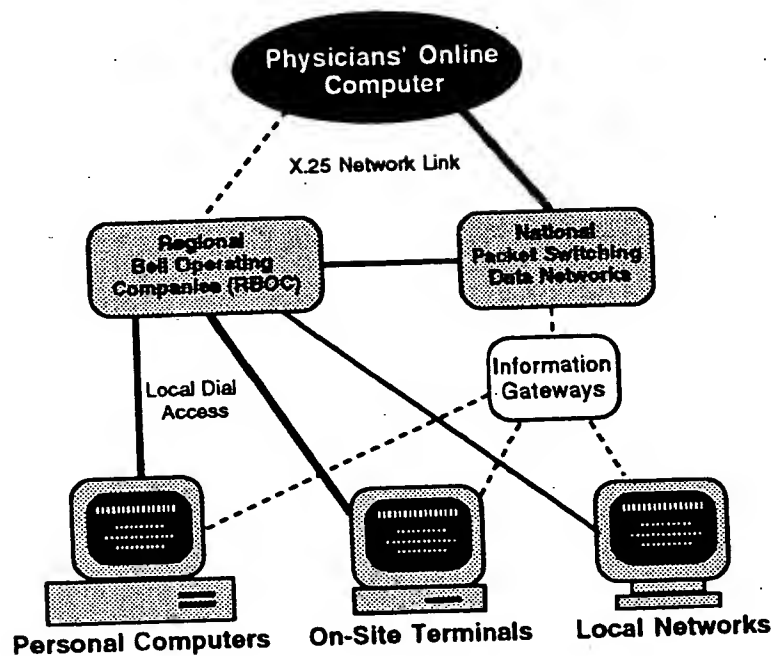 Physicians' Online
Computer
X.25 Network Link
Regional
Bell Operating
Companies (RBOC)
National
Packet Switching
Data Networks
Information
Gateways
Local Dial
Access
Personal Computers
On-Site Terminals
Local Networks